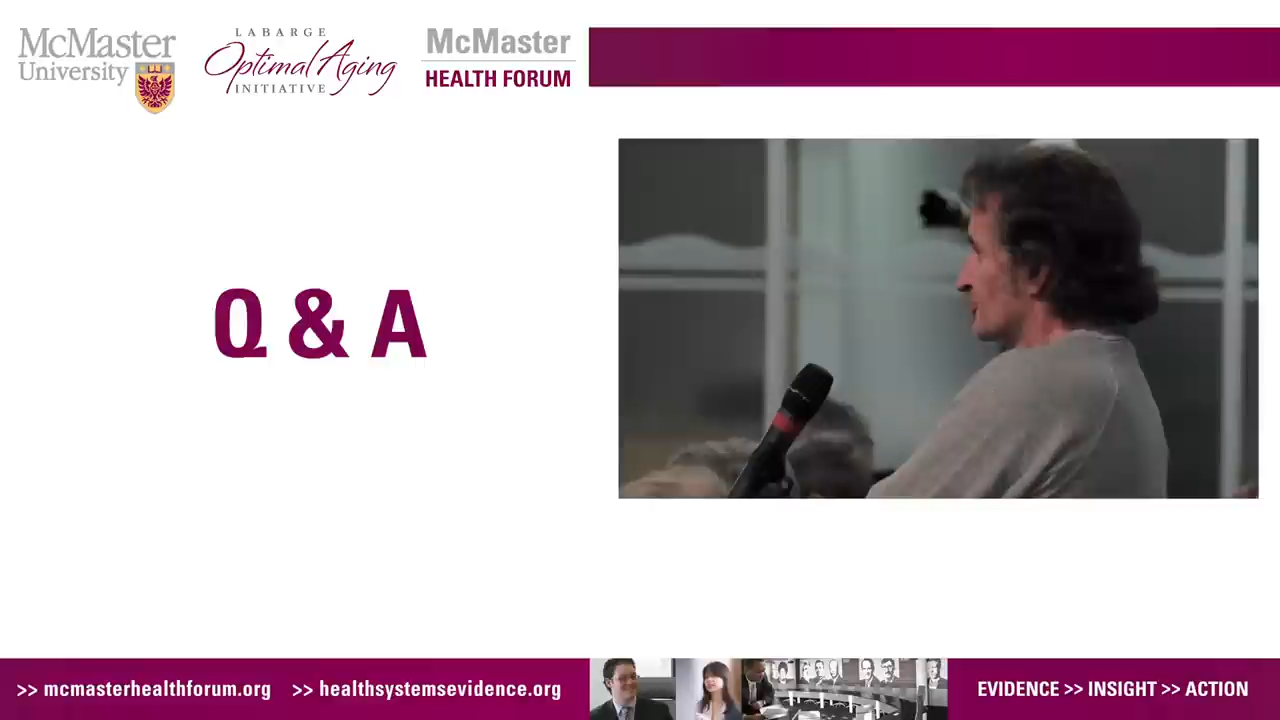 McMaster
University
LABARGE
Optimal Aging
INITIATIVE
McMaster
HEALTH FORUM
Q & A
>> mcmasterhealthforum.org >> healthsystemsevidence.org
EVIDENCE >> INSIGHT >> ACTION